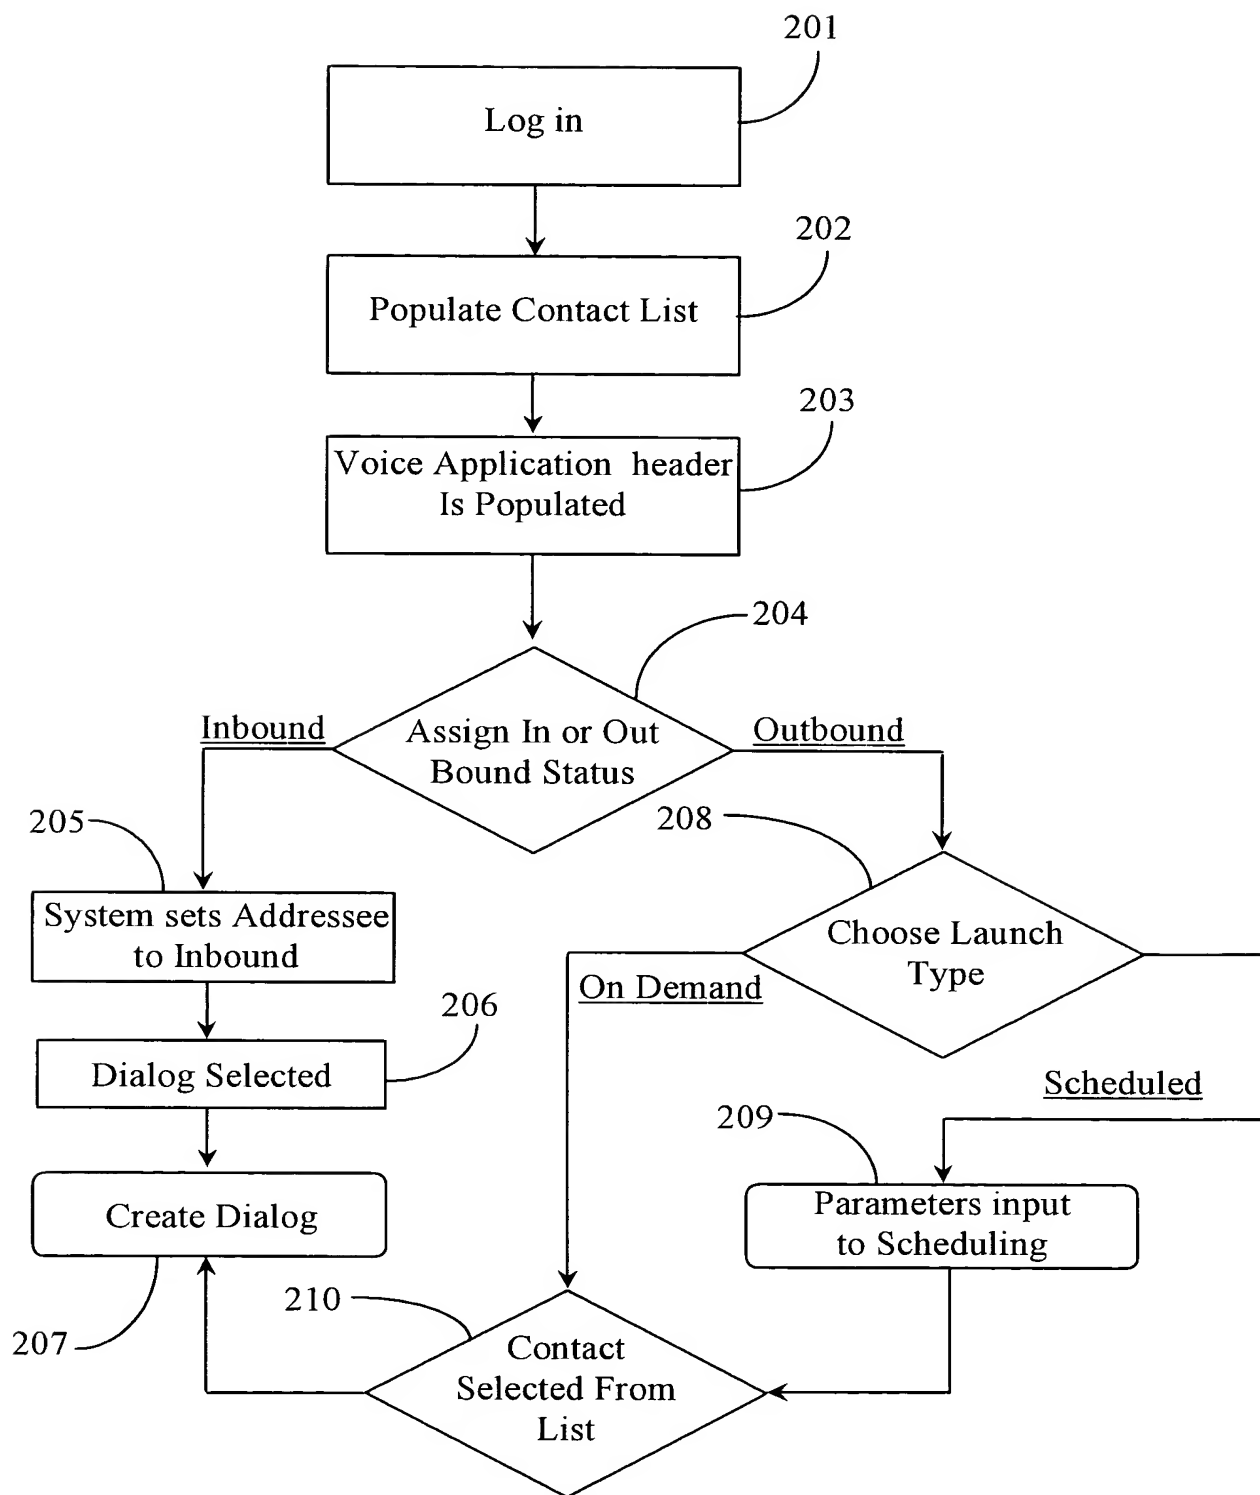 201
Log in
202
Populate Contact List
203
Voice Application header
Is Populated
204
Inbound
Assign In or Out
Bound Status
Outbound
205
208
System sets Addressee
to Inbound
Choose Launch
Type
On Demand
206
Dialog Selected
Scheduled
209
Create Dialog
Parameters input
to Scheduling
210
207
Contact
Selected From
List